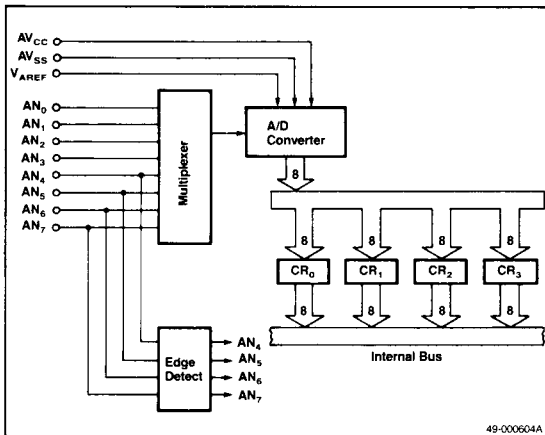 AVCC
AVSS
VAREF
AN0
AN1
AN2
AN3
AN4
AN5
AN6
AN7
Multiplexer
A/D
Converter
8
8 8 8 8
CR0 CR1 CR2 CR3
8 8 8 8
Internal Bus
Edge
Detect
AN4
AN5
AN6
AN7
49-000604A